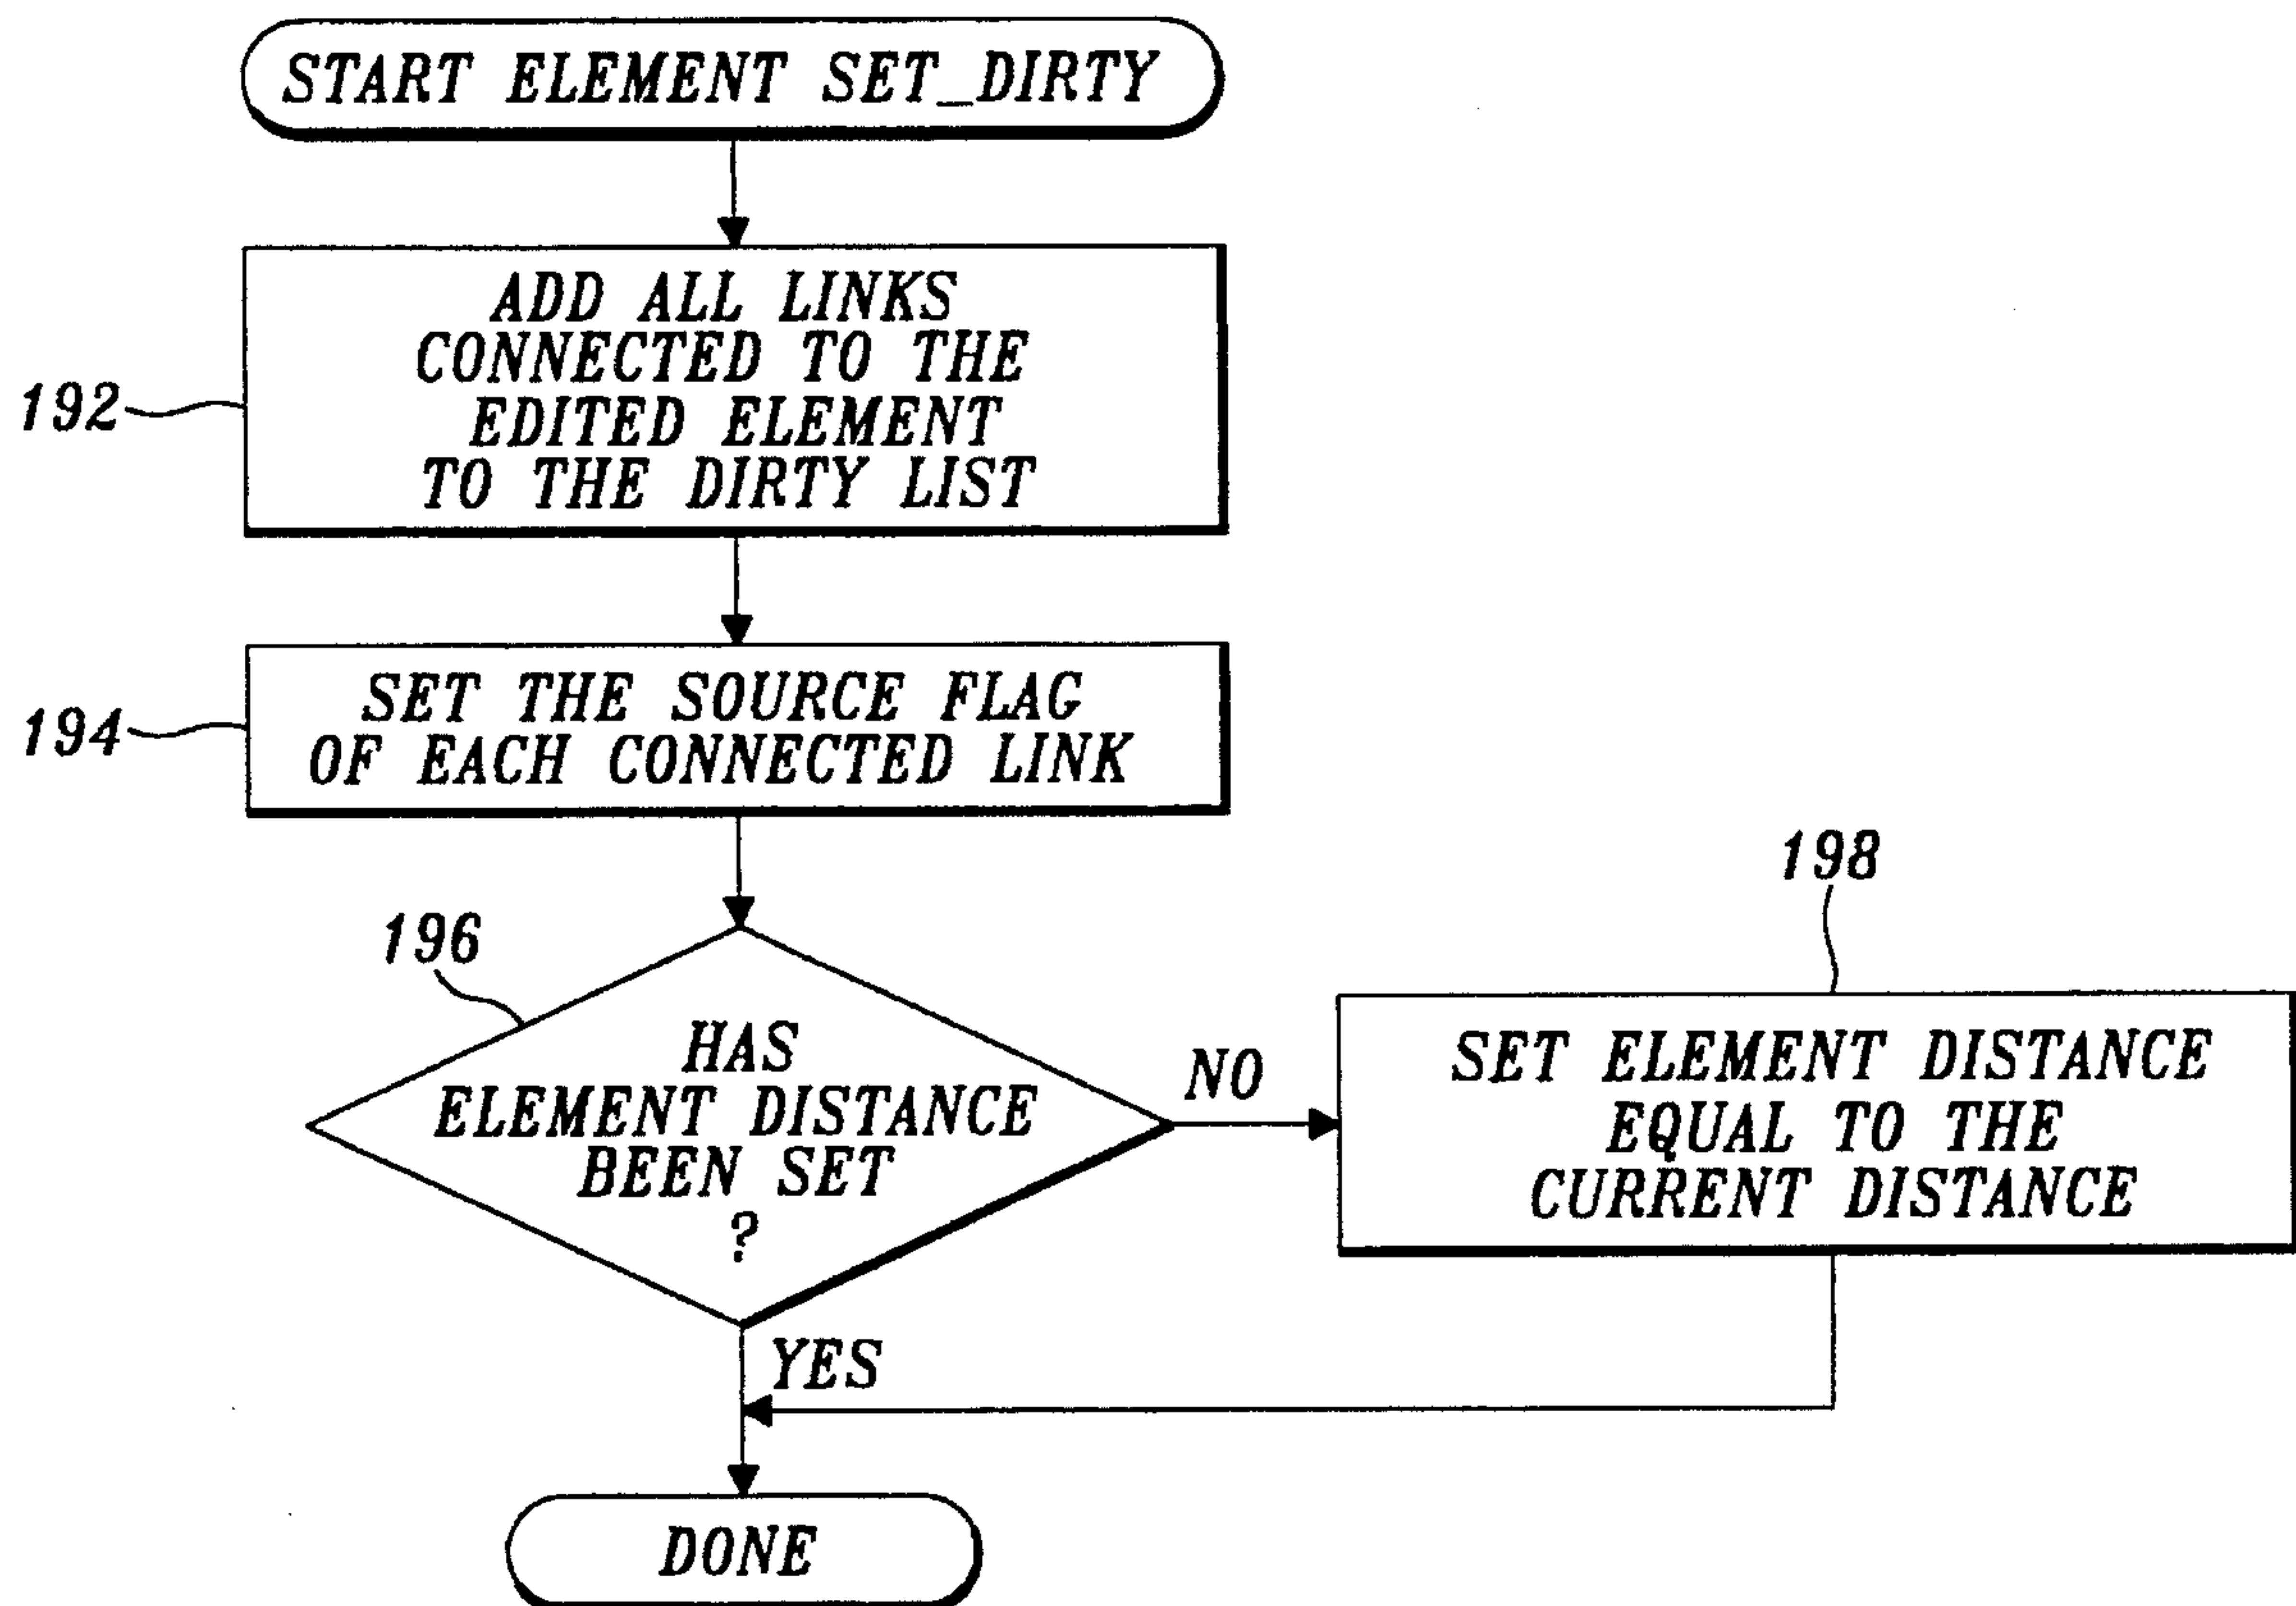 START ELEMENT SET_DIRTY
ADD ALL LINKS
CONNECTED TO THE
EDITED ELEMENT
TO THE DIRTY LIST
192
SET THE SOURCE FLAG
OF EACH CONNECTED LINK
194
196
HAS
ELEMENT DISTANCE
BEEN SET
?
NO
198
SET ELEMENT DISTANCE
EQUAL TO THE
CURRENT DISTANCE
YES
DONE